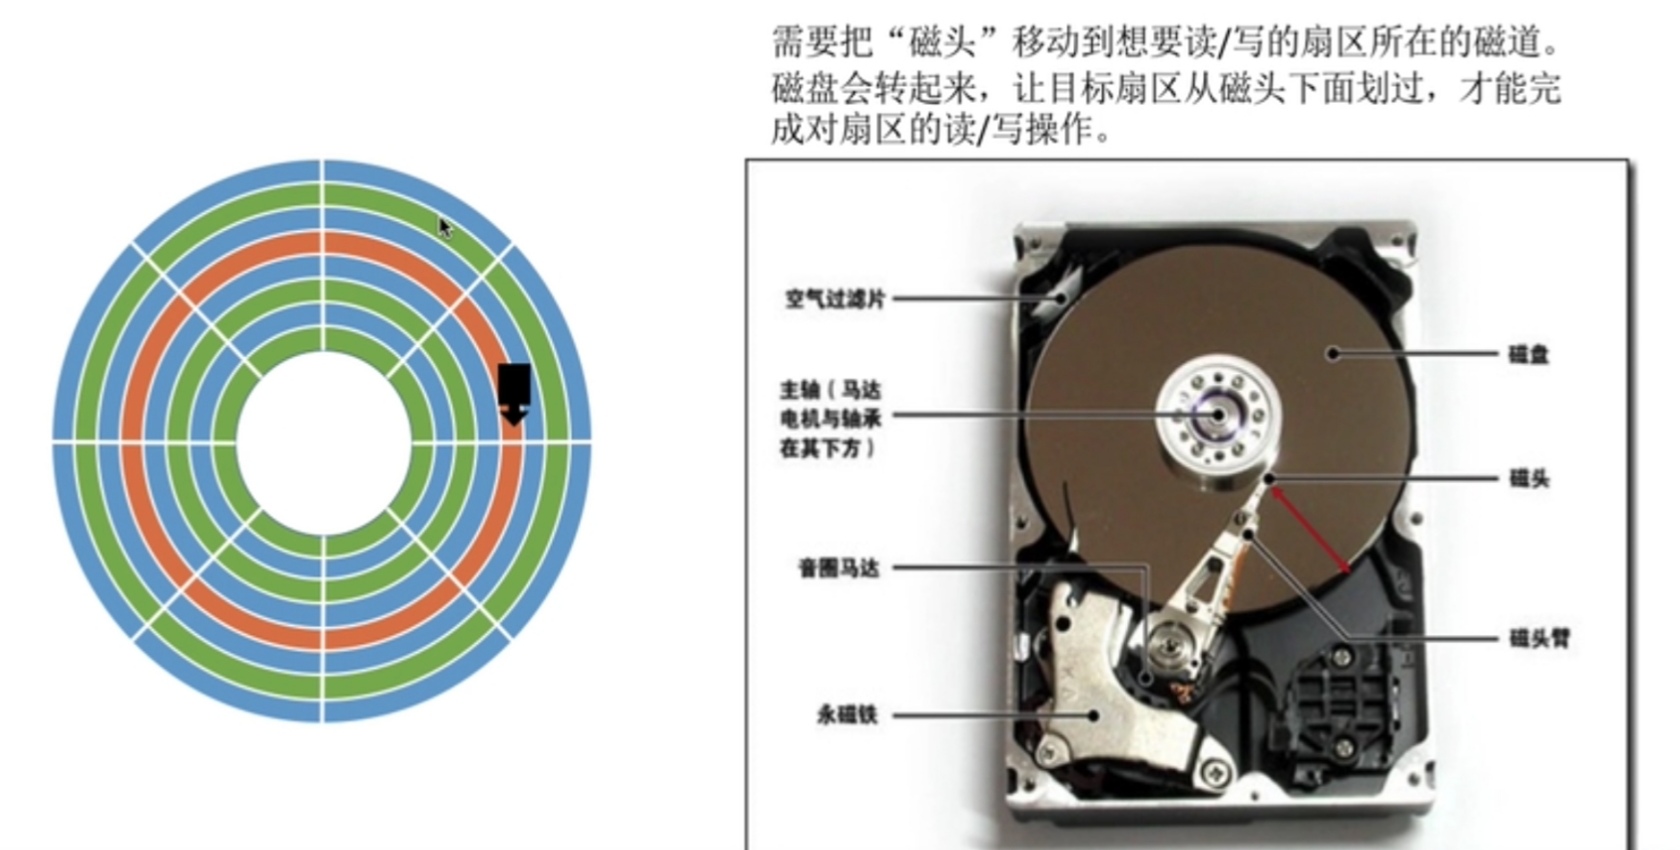 需要把“磁头”移动到想要读/写的扇区所在的磁道。
磁盘会转起来，让目标扇区从磁头下面划过，才能完
成对扇区的读/写操作。
空气过滤片
磁盘
主轴（马达
电机与轴承
在其下方）
磁头
音圈马达
磁头臂
永磁铁